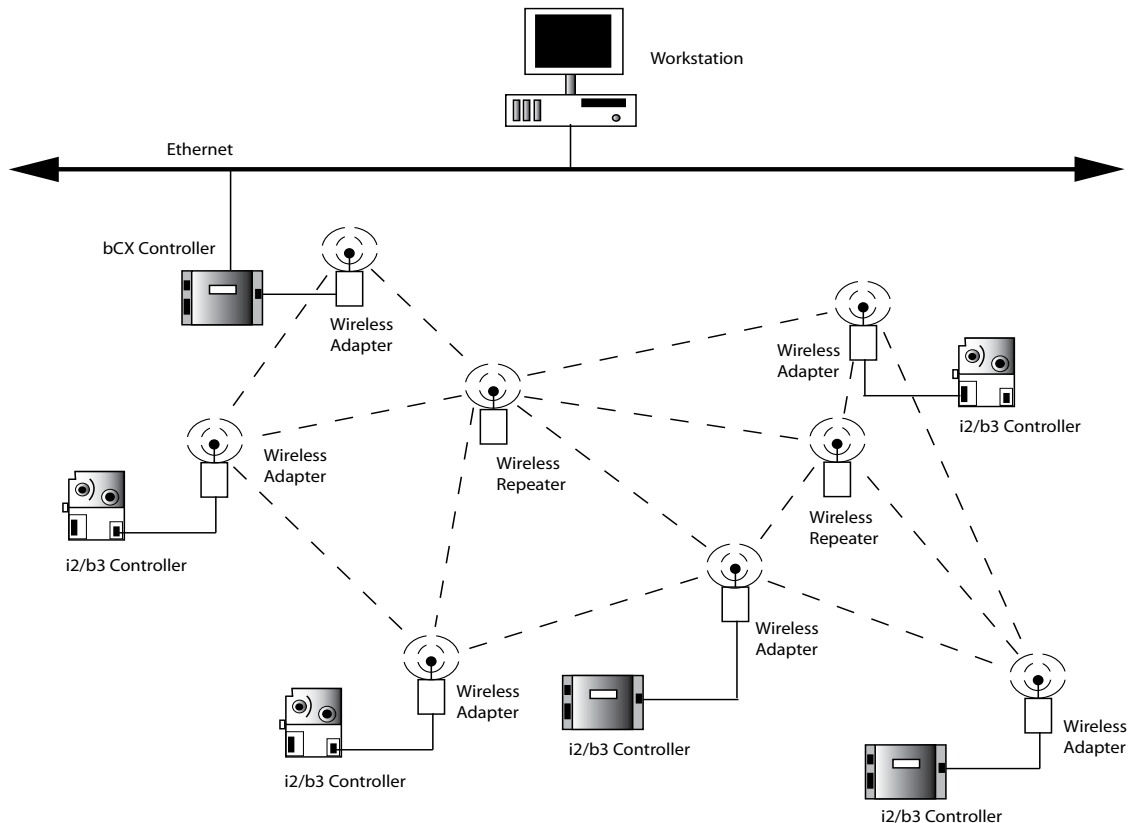 Workstation
Ethernet
bCX Controller
Wireless
Adapter
Wireless
Adapter
i2/b3 Controller
Wireless
Adapter
Wireless
Repeater
Wireless
Repeater
i2/b3 Controller
Wireless
Adapter
Wireless
Adapter
Wireless
Adapter
i2/b3 Controller
i2/b3 Controller
i2/b3 Controller